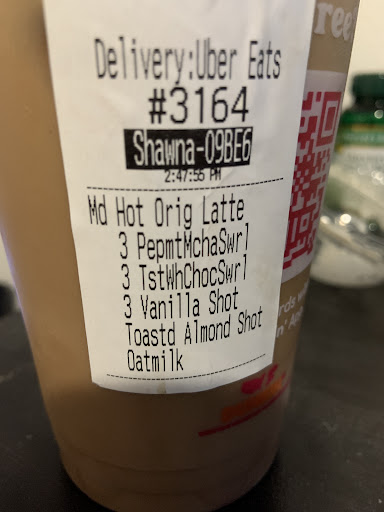 Delivery:Uber Eats
#3164
Shawna-09BE6
2:47:55 PM
Md Hot Orig Latte
3 PepmtMchaSwrl
3 TstWhChocSwrl
3 Vanilla Shot
Toastd Almond Shot
Oatmilk